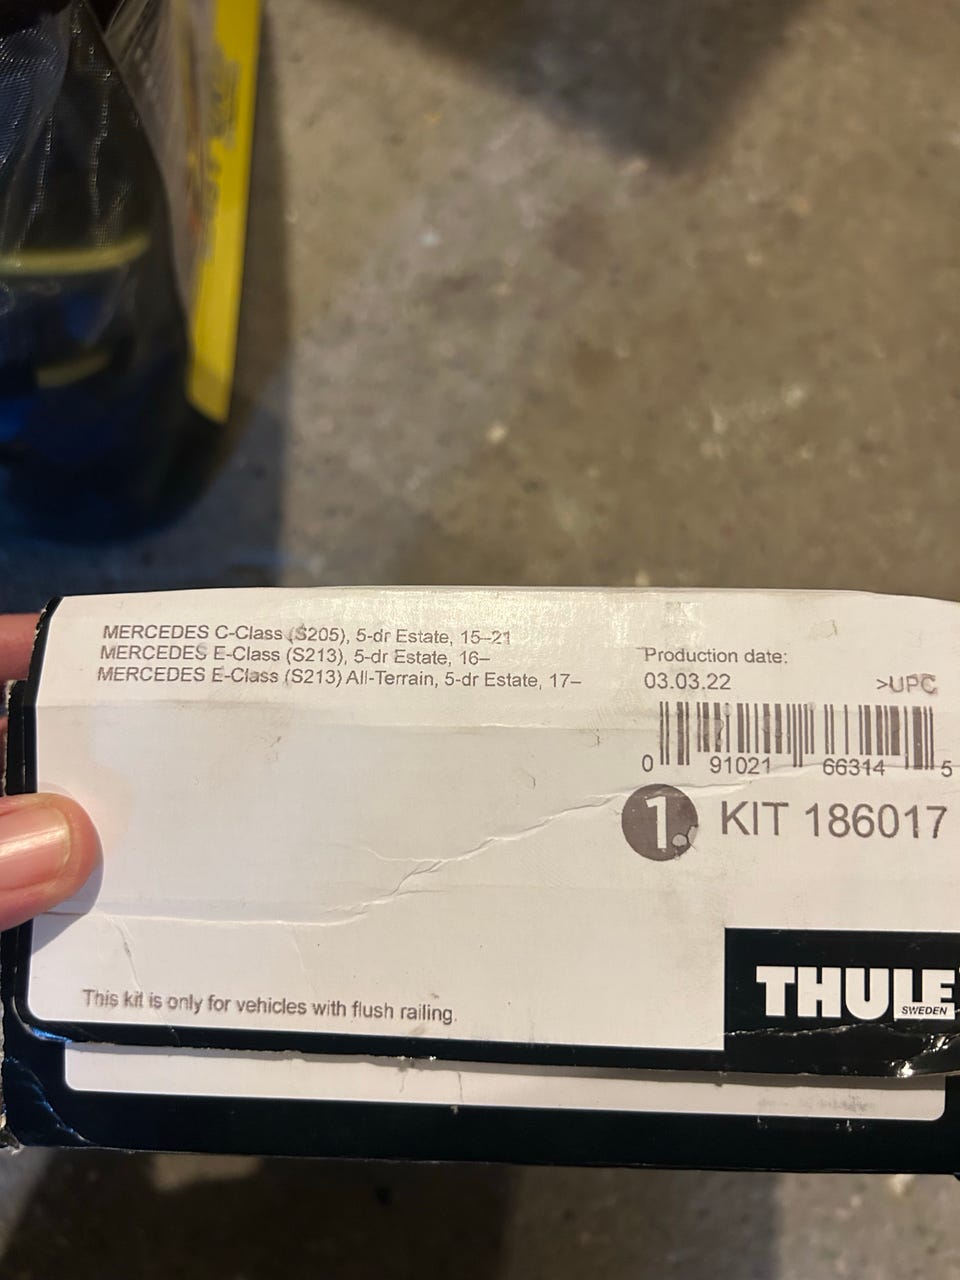 MERCEDES C-Class (S205), 5-dr Estate, 15–21
MERCEDES E-Class (S213), 5-dr Estate, 16–
MERCEDES E-Class (S213) All-Terrain, 5-dr Estate, 17–
Production date:
03.03.22 >UPC
0 91021 66314 5
1. KIT 186017
This kit is only for vehicles with flush railing.
THULE
SWEDEN